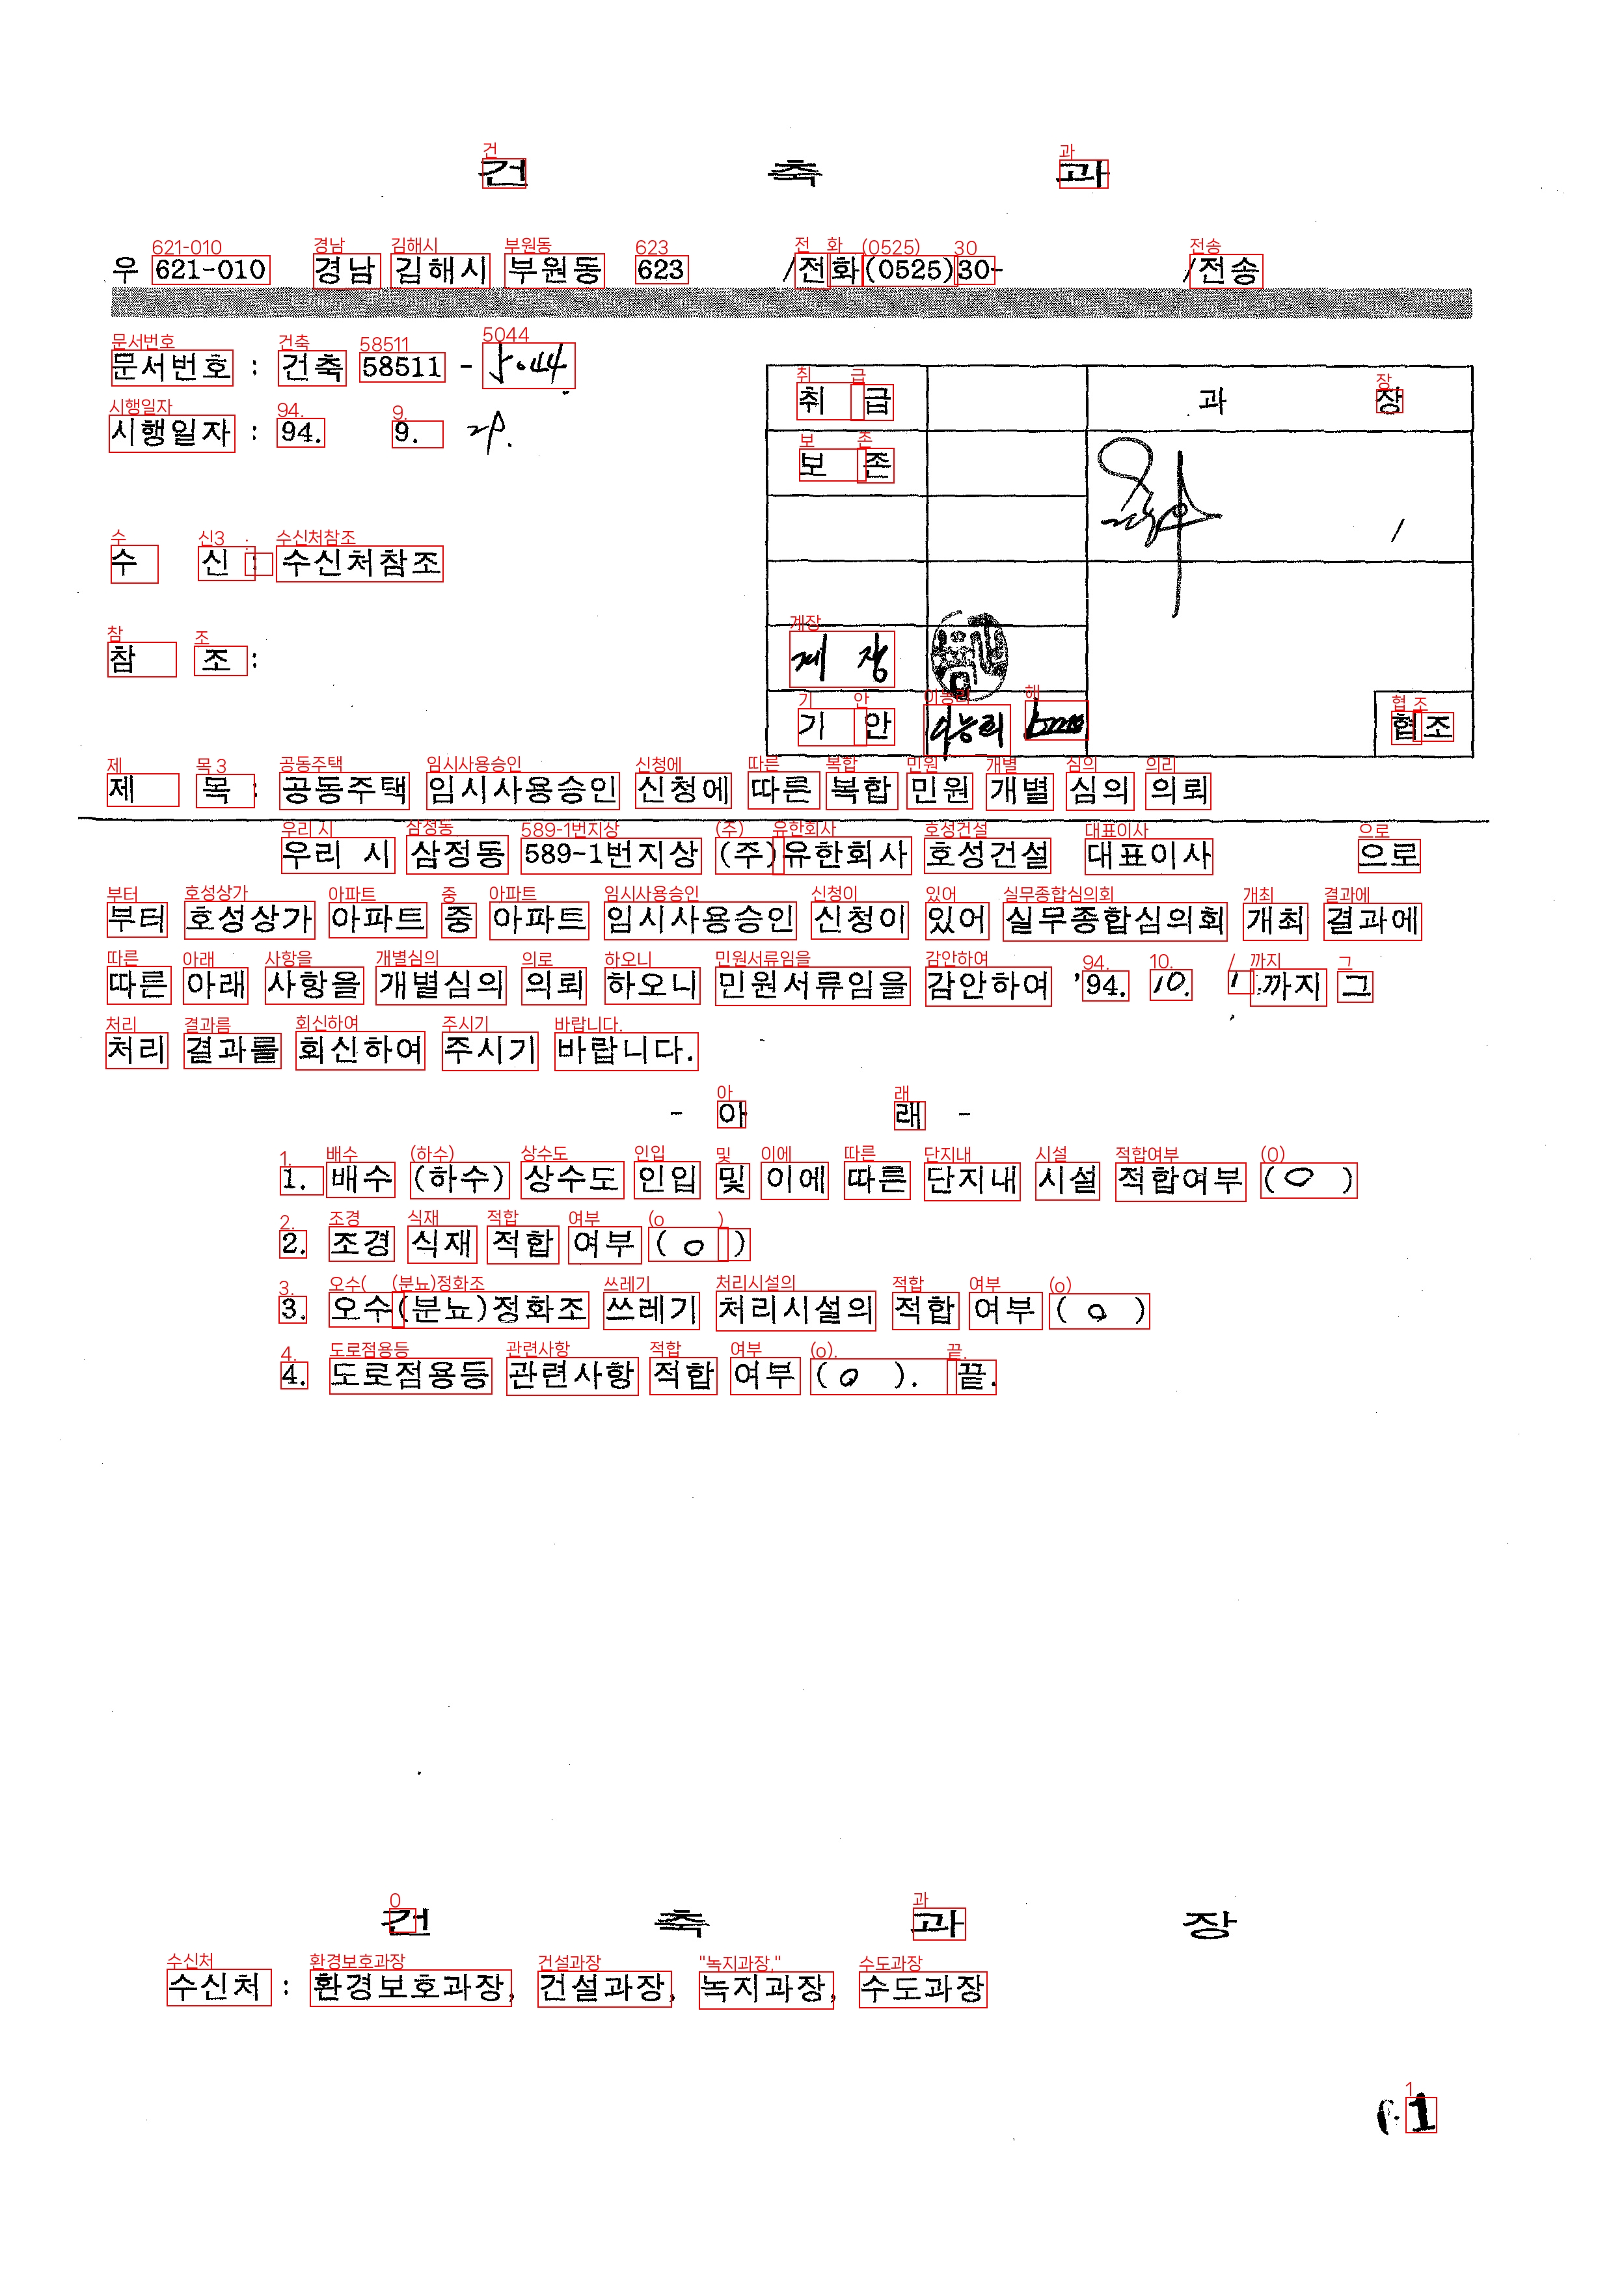 건 축 과
우 621-010 경남 김해시 부원동 623 /전화(0525)30- /전송
문서번호 : 건축 58511 - 5044
시행일자 : 94. 9.
취 급 과 장
보 존
수 신 : 수신처참조
참 조 :
계 장
기 안 협조
제 목 : 공동주택 임시사용승인 신청에 따른 복합 민원 개별 심의 의뢰
우리 시 삼정동 589-1번지상 (주)유한회사 호성건설 대표이사 으로
부터 호성상가 아파트 중 아파트 임시사용승인 신청이 있어 실무종합심의회 개최 결과에
따른 아래 사항을 개별심의 의뢰 하오니 민원서류임을 감안하여 '94. 10. 1.까지 그
처리 결과를 회신하여 주시기 바랍니다.
- 아 래 -
1. 배수 (하수) 상수도 인입 및 이에 따른 단지내 시설 적합여부 ( O )
2. 조경 식재 적합 여부 ( o )
3. 오수(분뇨)정화조 쓰레기 처리시설의 적합 여부 ( o )
4. 도로점용등 관련사항 적합 여부 ( o ). 끝.
건 축 과 장
수신처 : 환경보호과장, 건설과장, 녹지과장, 수도과장
1